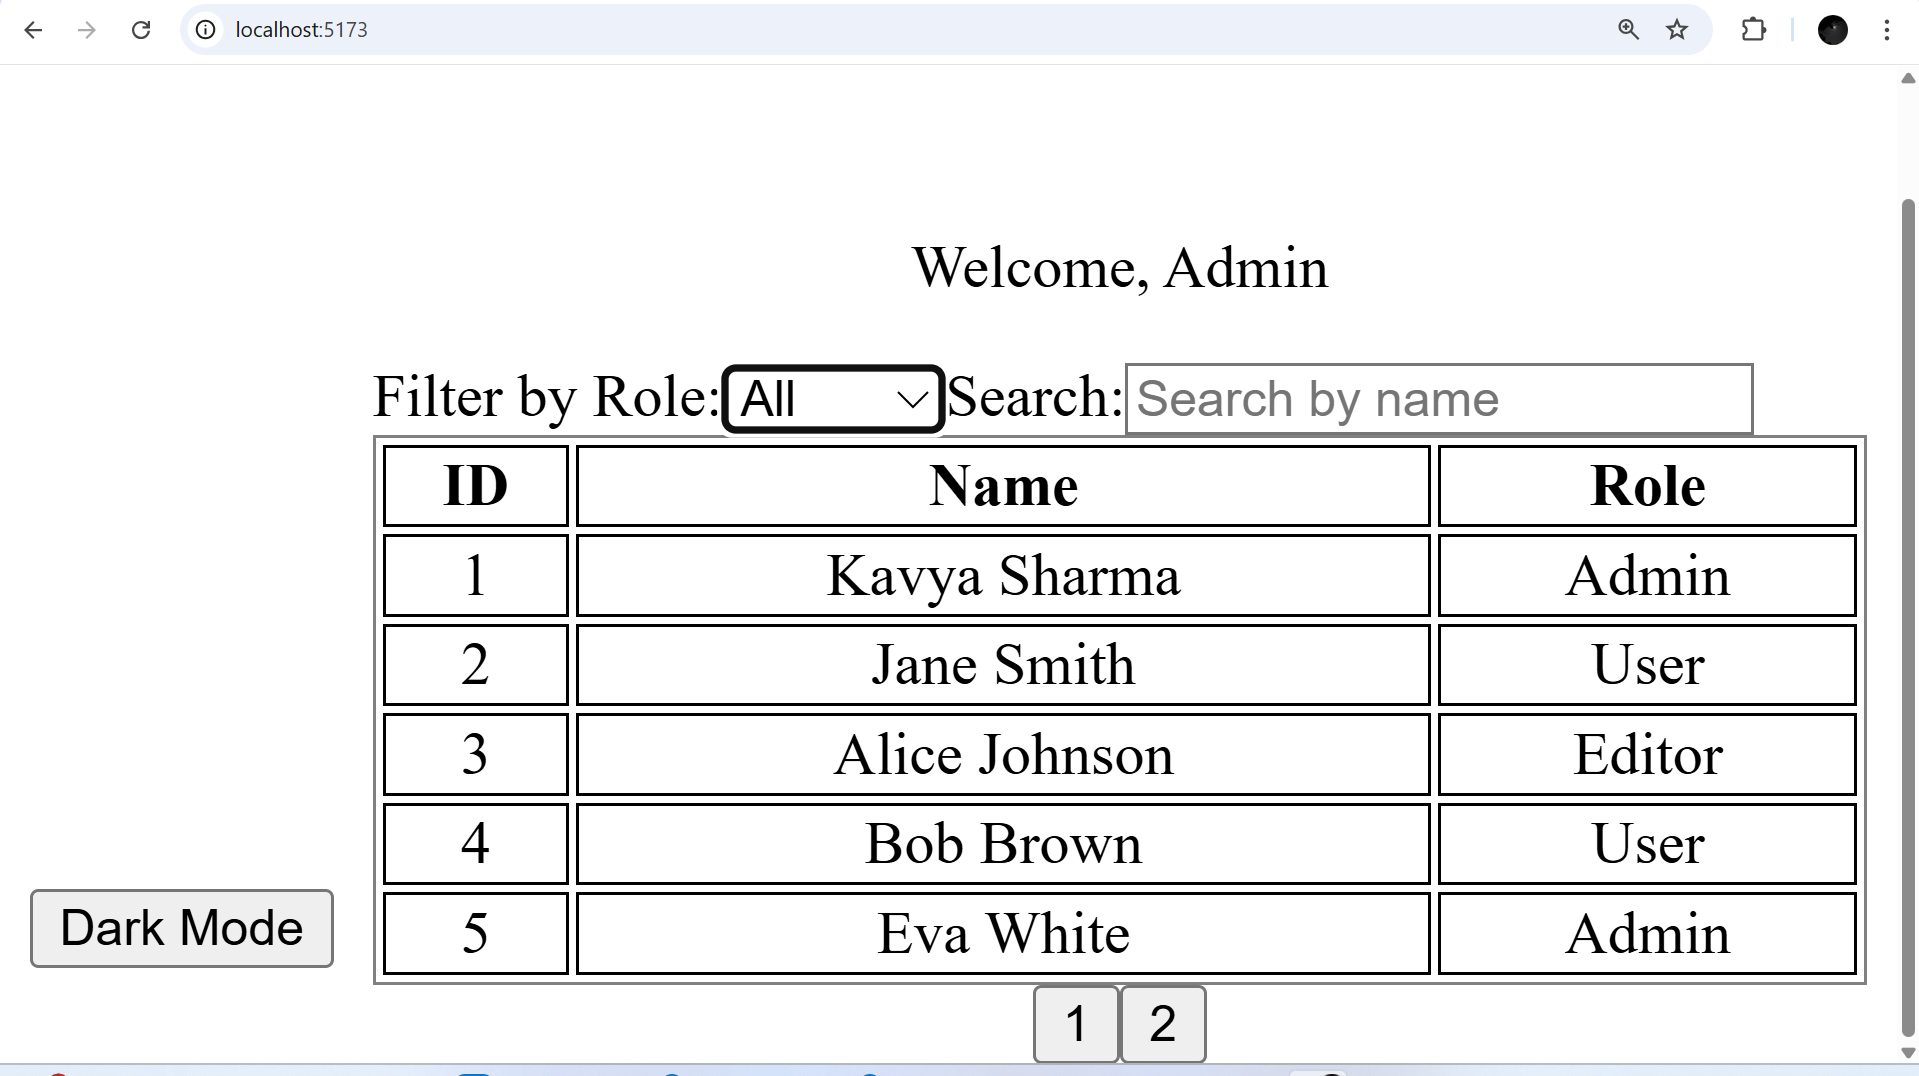 localhost:5173
Welcome, Admin
Filter by Role: All Search: Search by name
ID Name Role
1 Kavya Sharma Admin
2 Jane Smith User
3 Alice Johnson Editor
4 Bob Brown User
5 Eva White Admin
Dark Mode
1 2